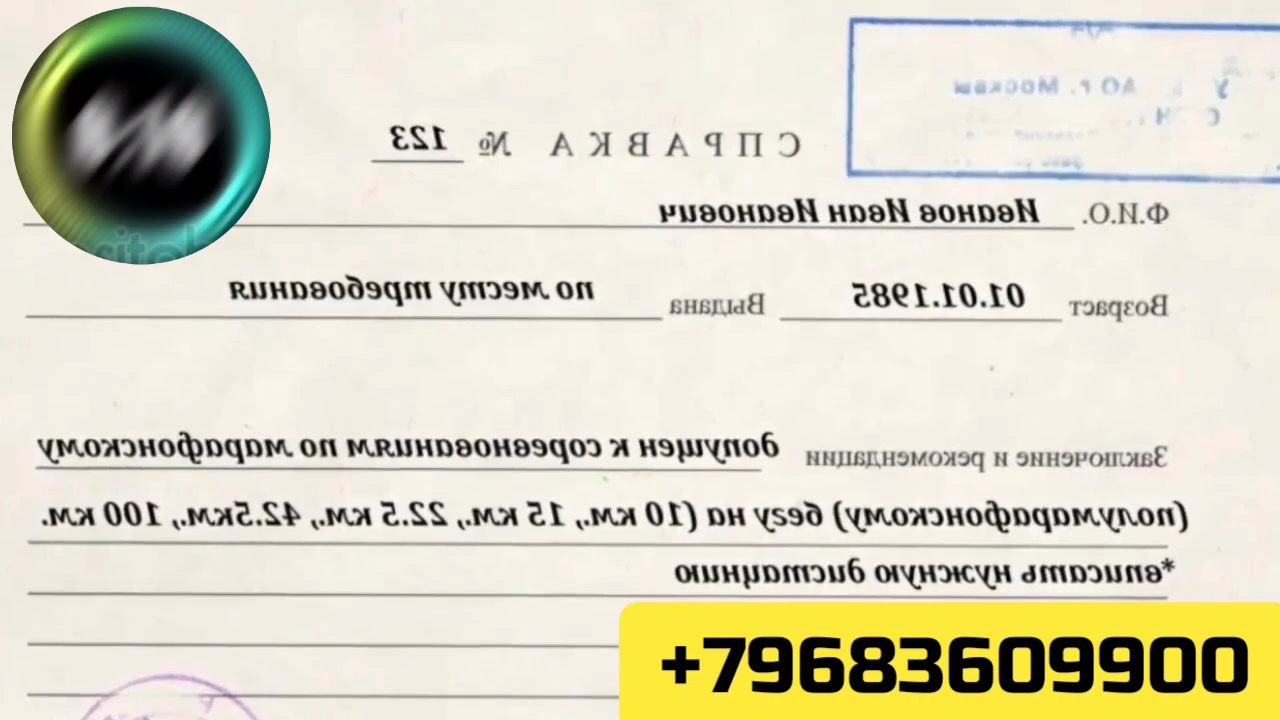 АО г. Москвы
СПРАВКА № 123
Ф.И.О. Иванов Иван Иванович
Возраст 01.01.1985 Выдана по месту требования
Заключение и рекомендации допущен к соревнованиям по марафонскому
(полумарафонскому) бегу на (10 км., 15 км., 22.5 км., 42.5км., 100 км.
*вписать нужную дистанцию
+79683609900